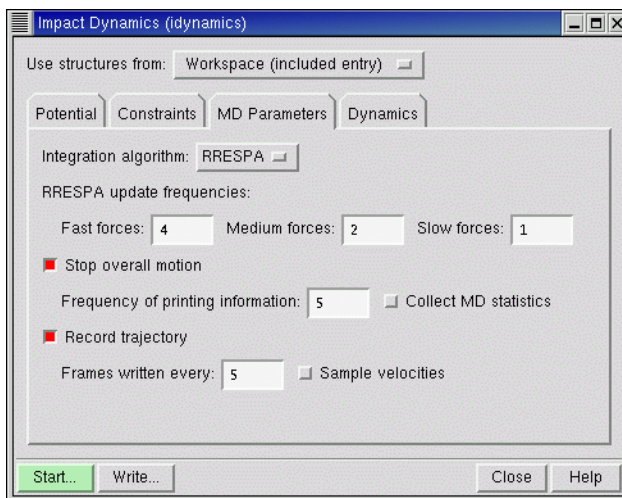 Impact Dynamics (idynamics)
Use structures from: Workspace (included entry)
Potential Constraints MD Parameters Dynamics
Integration algorithm: RRESPA
RRESPA update frequencies:
Fast forces: 4 Medium forces: 2 Slow forces: 1
Stop overall motion
Frequency of printing information: 5 Collect MD statistics
Record trajectory
Frames written every: 5 Sample velocities
Start... Write... Close Help